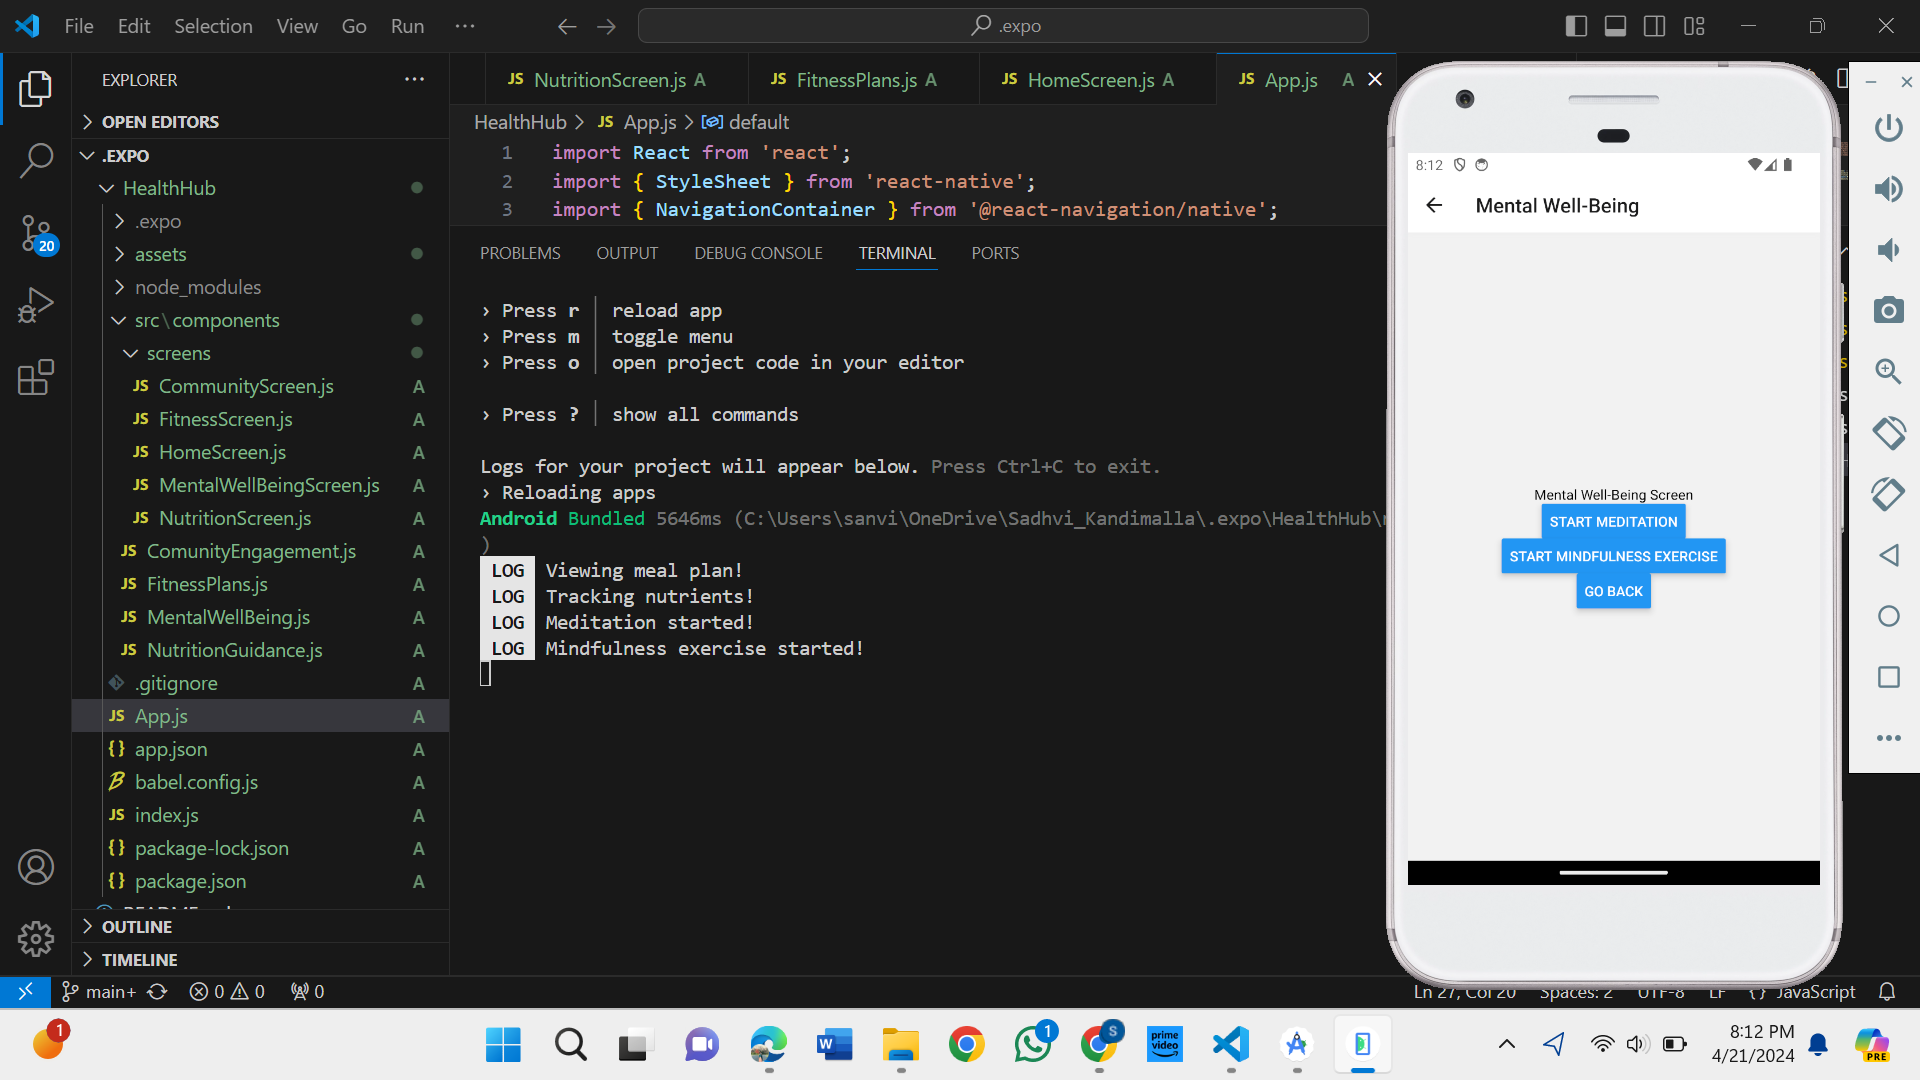 File Edit Selection View Go Run ···
.expo
EXPLORER ···
OPEN EDITORS
.EXPO
HealthHub
.expo
assets
node_modules
src\components
screens
JS CommunityScreen.js A
JS FitnessScreen.js A
JS HomeScreen.js A
JS MentalWellBeingScreen.js A
JS NutritionScreen.js A
JS ComunityEngagement.js A
JS FitnessPlans.js A
JS MentalWellBeing.js A
JS NutritionGuidance.js A
.gitignore A
JS App.js A
{} app.json A
babel.config.js A
JS index.js A
{} package-lock.json A
{} package.json A
OUTLINE
TIMELINE
20
JS NutritionScreen.js A JS FitnessPlans.js A JS HomeScreen.js A JS App.js A
HealthHub > JS App.js > default
1 import React from 'react';
2 import { StyleSheet } from 'react-native';
3 import { NavigationContainer } from '@react-navigation/native';
PROBLEMS OUTPUT DEBUG CONSOLE TERMINAL PORTS
› Press r │ reload app
› Press m │ toggle menu
› Press o │ open project code in your editor
› Press ? │ show all commands
Logs for your project will appear below. Press Ctrl+C to exit.
› Reloading apps
Android Bundled 5646ms (C:\Users\sanvi\OneDrive\Sadhvi_Kandimalla\.expo\HealthHub\
)
LOG Viewing meal plan!
LOG Tracking nutrients!
LOG Meditation started!
LOG Mindfulness exercise started!
8:12
Mental Well-Being
Mental Well-Being Screen
START MEDITATION
START MINDFULNESS EXERCISE
GO BACK
main+ 0 0 0
Ln 27, Col 20 Spaces: 2 UTF-8 LF {} JavaScript
1
W
1
S
prime video
8:12 PM
4/21/2024
PRE